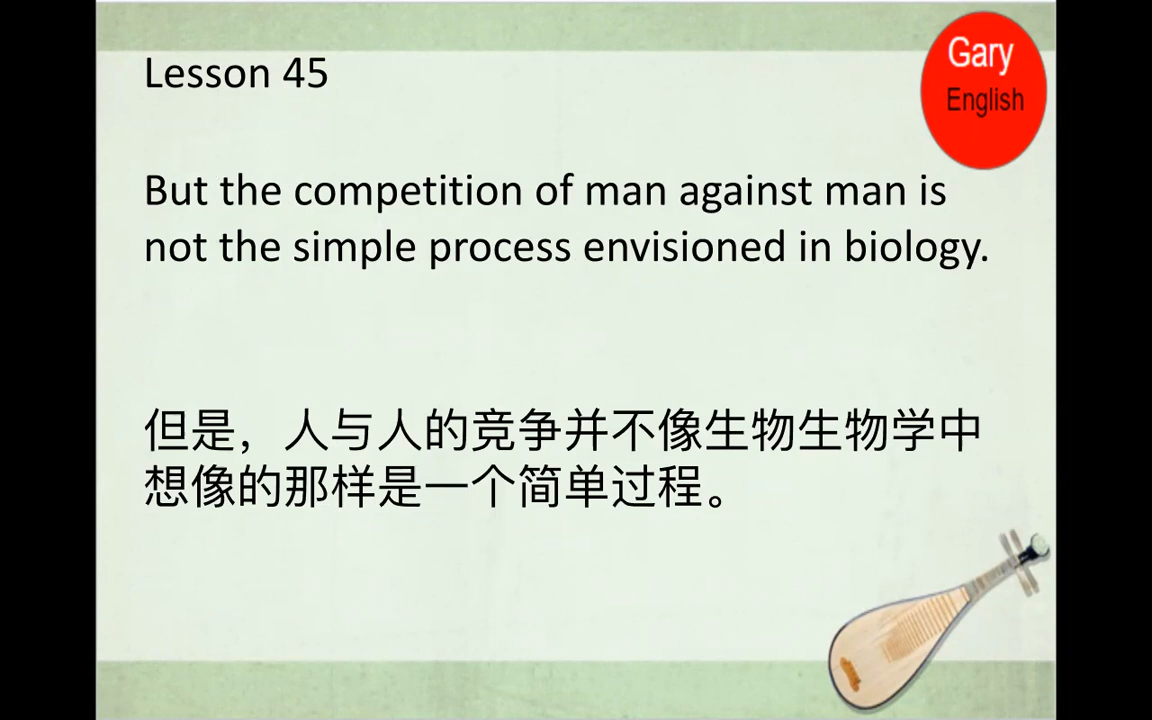 Lesson 45
Gary
English
But the competition of man against man is
not the simple process envisioned in biology.
但是，人与人的竞争并不像生物生物学中
想像的那样是一个简单过程。